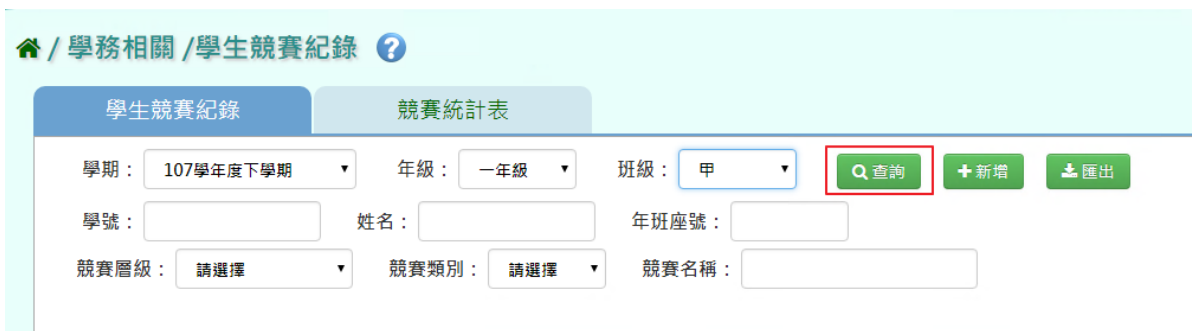 / 學務相關 /學生競賽紀錄 ?
學生競賽紀錄 競賽統計表
學期： 107學年度下學期 年級： 一年級 班級： 甲 查詢 +新增 匯出
學號： 姓名： 年班座號：
競賽層級： 請選擇 競賽類別： 請選擇 競賽名稱：